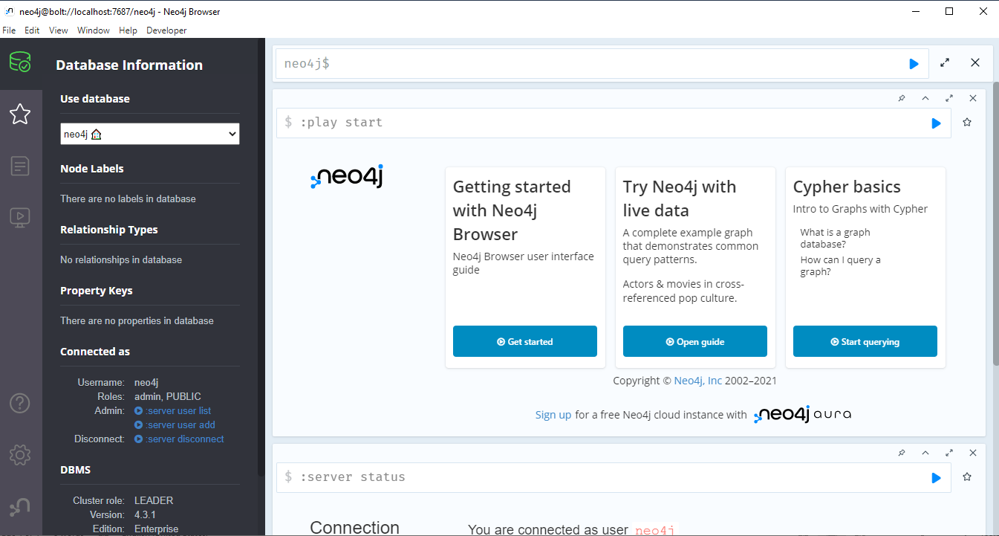 neo4j@bolt://localhost:7687/neo4j - Neo4j Browser
File Edit View Window Help Developer
Database Information
Use database
neo4j
Node Labels
There are no labels in database
Relationship Types
No relationships in database
Property Keys
There are no properties in database
Connected as
Username: neo4j
Roles: admin, PUBLIC
Admin: :server user list
:server user add
Disconnect: :server disconnect
DBMS
Cluster role: LEADER
Version: 4.3.1
Edition: Enterprise
neo4j$
$ :play start
neo4j
Getting started
with Neo4j
Browser
Neo4j Browser user interface
guide
Get started
Try Neo4j with
live data
A complete example graph
that demonstrates common
query patterns.
Actors & movies in cross-
referenced pop culture.
Open guide
Cypher basics
Intro to Graphs with Cypher
What is a graph
database?
How can I query a
graph?
Start querying
Copyright © Neo4j, Inc 2002–2021
Sign up for a free Neo4j cloud instance with neo4j aura
$ :server status
Connection
You are connected as user neo4j